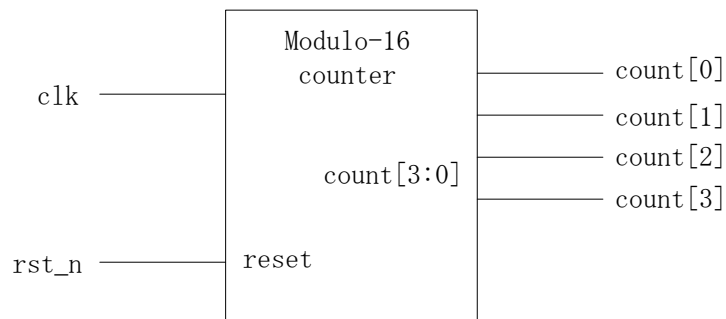 Modulo-16
counter
clk
count[0]
count[1]
count[2]
count[3:0]
count[3]
rst_n
reset